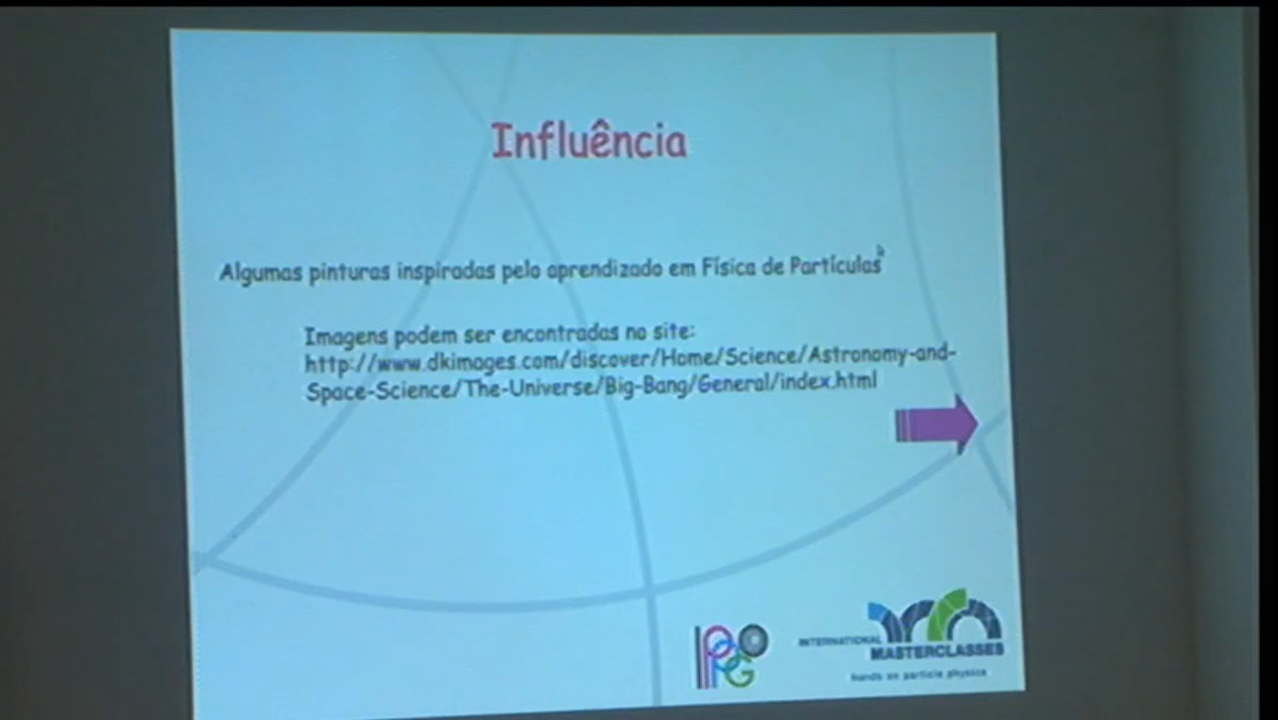 Influência
Algumas pinturas inspiradas pelo aprendizado em Física de Partículas
Imagens podem ser encontradas no site:
http://www.dkimages.com/discover/Home/Science/Astronomy-and-
Space-Science/The-Universe/Big-Bang/General/index.html
IPPOG
INTERNATIONAL
MASTERCLASSES
hands on particle physics